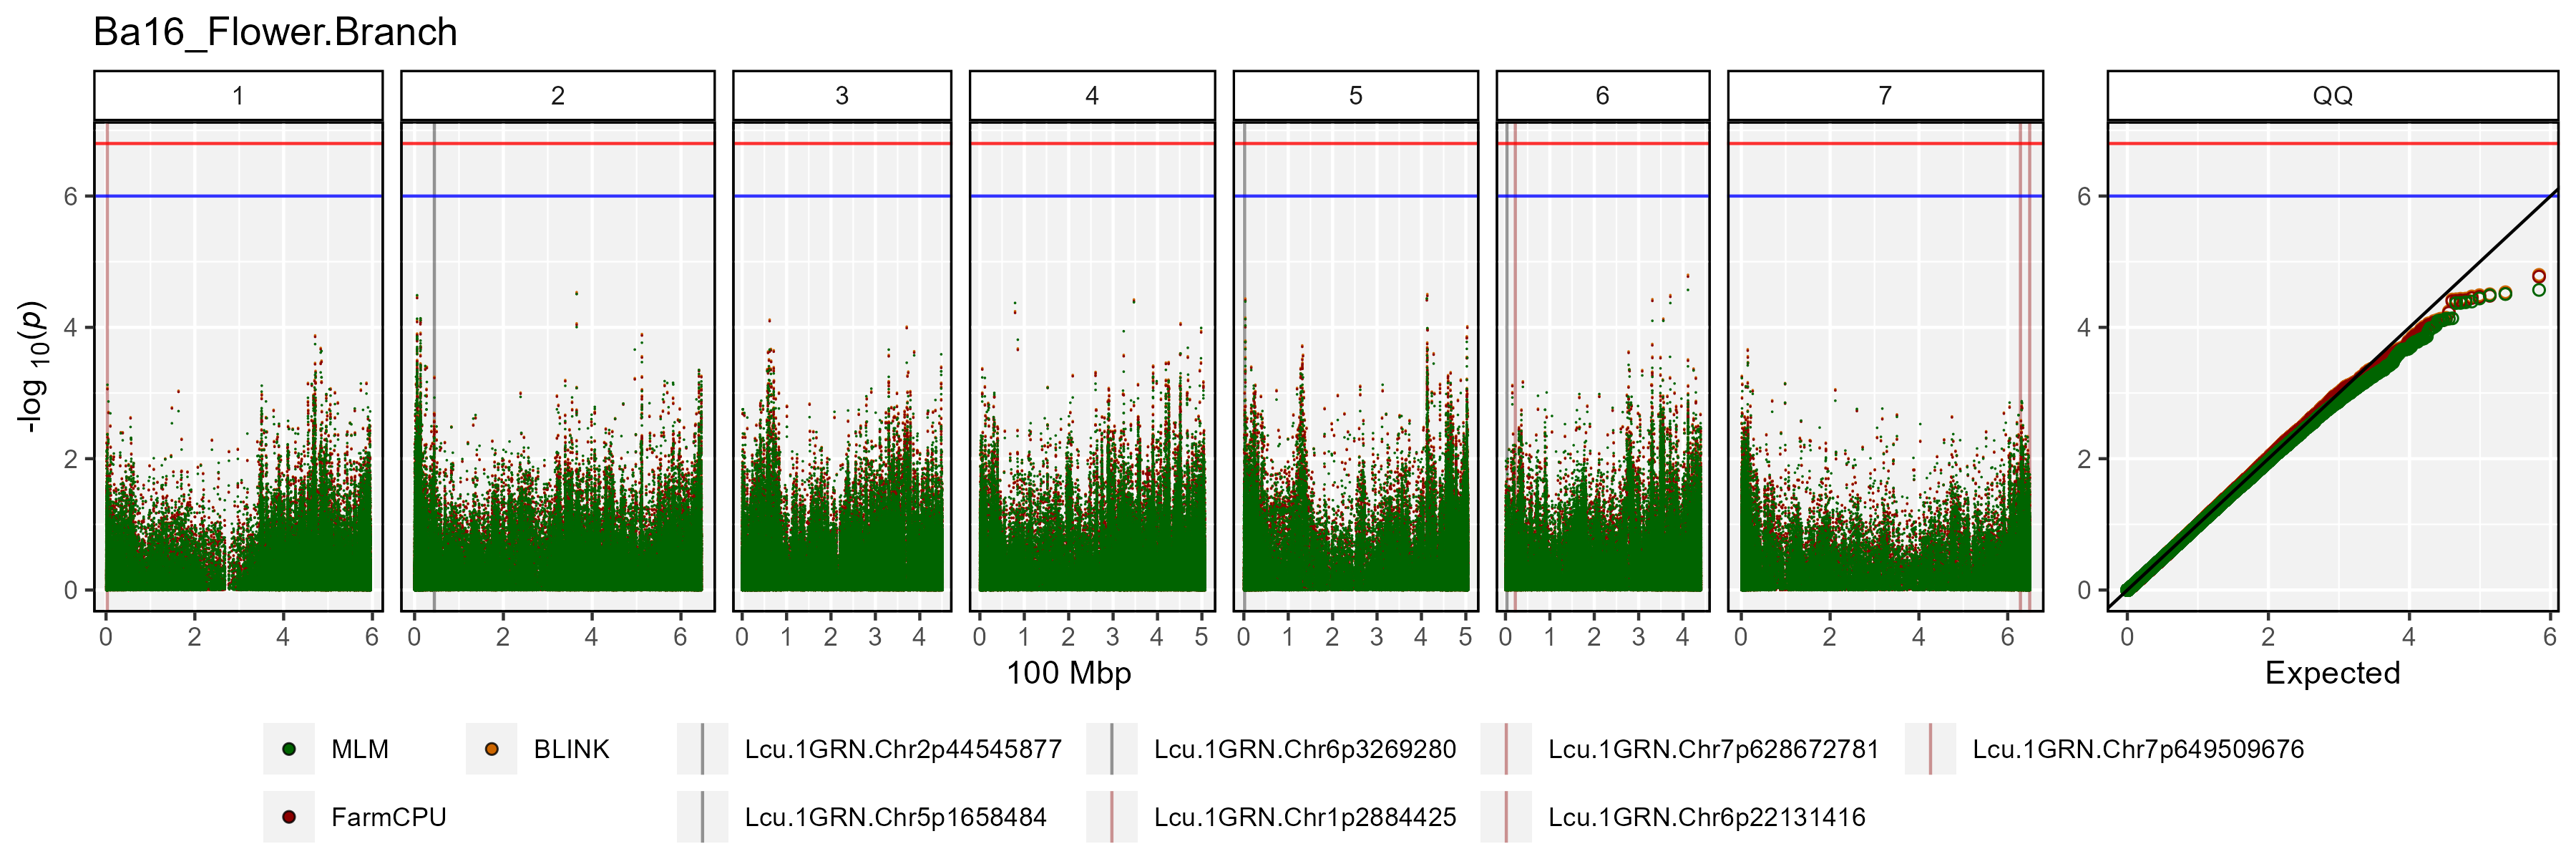 Ba16_Flower.Branch
1 2 3 4 5 6 7 QQ
-log 10(p)
6 6
4 4
2 2
0 0
0 2 4 6 0 2 4 6 0 1 2 3 4 0 1 2 3 4 5 0 1 2 3 4 5 0 1 2 3 4 0 2 4 6 0 2 4 6
100 Mbp Expected
MLM BLINK Lcu.1GRN.Chr2p44545877 Lcu.1GRN.Chr6p3269280 Lcu.1GRN.Chr7p628672781 Lcu.1GRN.Chr7p649509676
FarmCPU Lcu.1GRN.Chr5p1658484 Lcu.1GRN.Chr1p2884425 Lcu.1GRN.Chr6p22131416